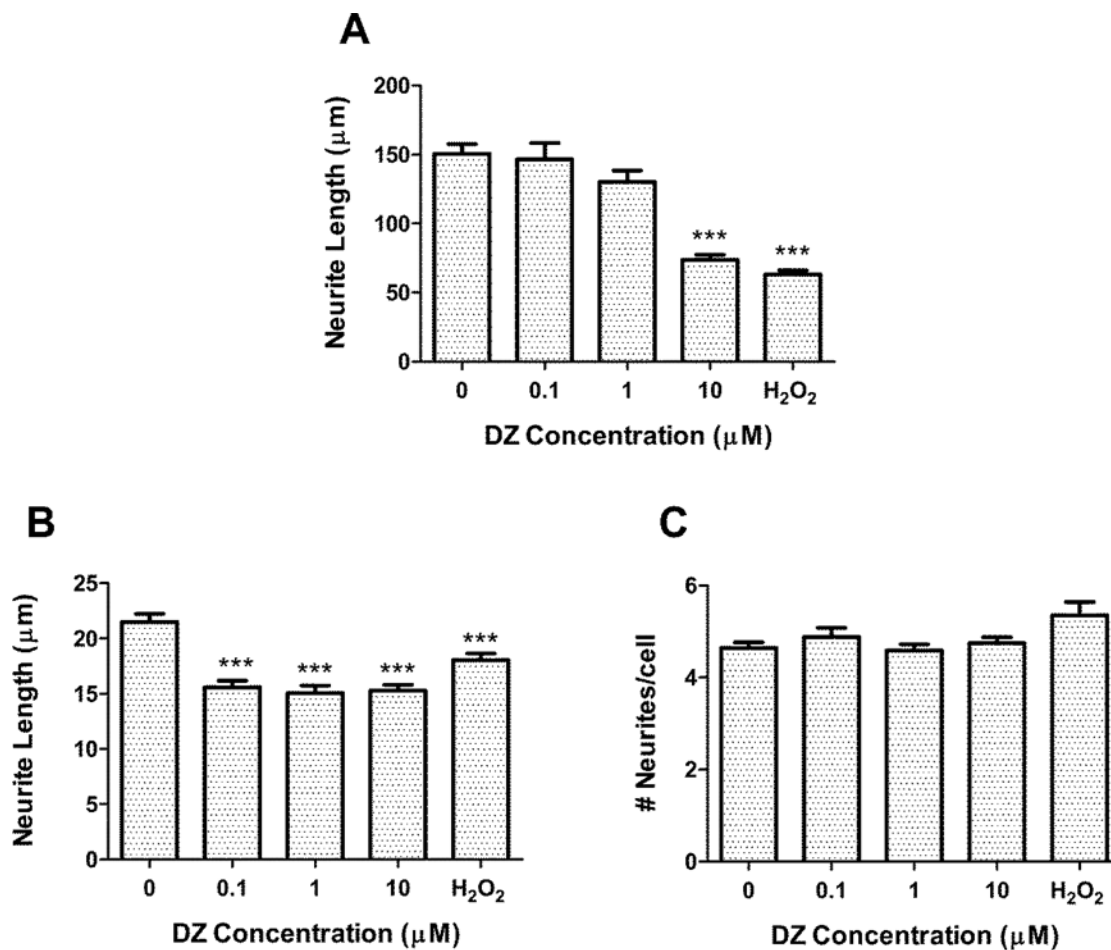 A
Neurite Length (μm)
200
150
100
50
0
***
***
0 0.1 1 10 H₂O₂
DZ Concentration (μM)
B
Neurite Length (μm)
25
20
15
10
5
0
*** *** *** ***
0 0.1 1 10 H₂O₂
DZ Concentration (μM)
C
# Neurites/cell
6
4
2
0
0 0.1 1 10 H₂O₂
DZ Concentration (μM)